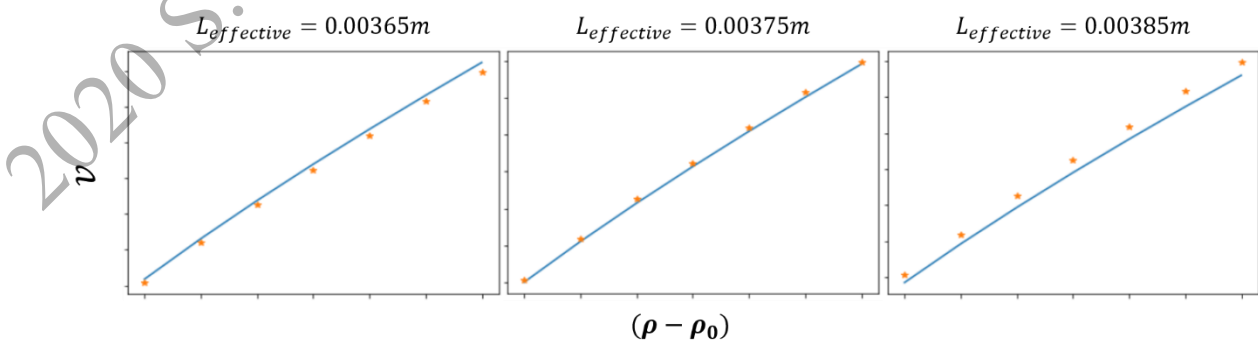 L_effective = 0.00365m
L_effective = 0.00375m
L_effective = 0.00385m
v
(ρ − ρ₀)
2020 S.